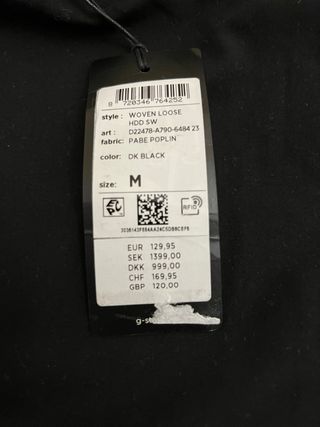 8 720346 764252
style : WOVEN LOOSE
HDD SW
art : D22478-A790-6484 23
fabric: PABE POPLIN
color: DK BLACK
size: M
RFID
EUR 129,95
SEK 1399,00
DKK 999,00
CHF 169,95
GBP 120,00